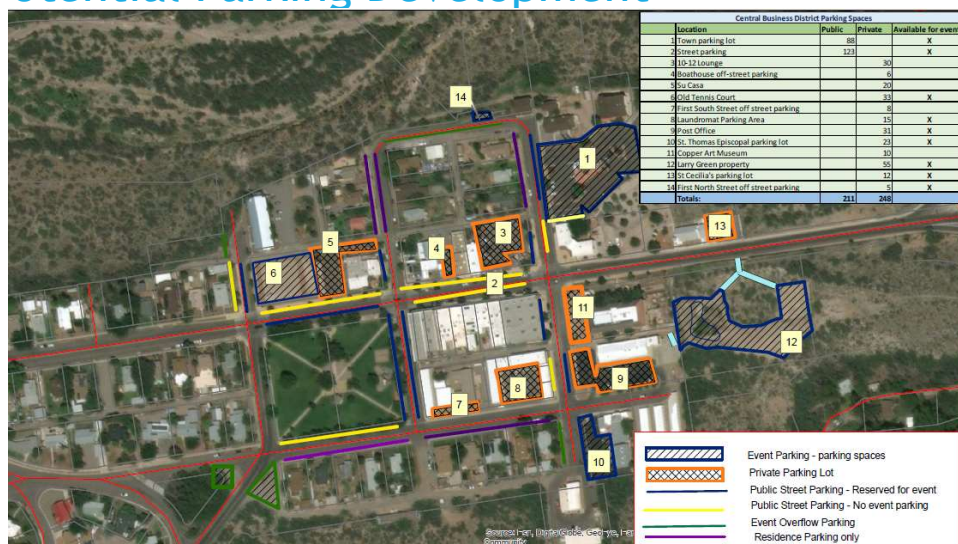 Potential Parking Development
Central Business District Parking Spaces
Location Public Private Available for event
1 Town parking lot 88 X
2 Street parking 123 X
3 10-12 Lounge 30
4 Boathouse off-street parking 6
5 Su Casa 20
6 Old Tennis Court 33 X
7 First South Street off street parking 8
8 Laundromat Parking Area 15 X
9 Post Office 31 X
10 St. Thomas Episcopal parking lot 23 X
11 Copper Art Museum 10
12 Larry Green property 55 X
13 St Cecilia's parking lot 12 X
14 First North Street off street parking 5 X
Totals: 211 248
14
1
13
3
5
4
6
2
11
12
9
8
7
10
Event Parking - parking spaces
Private Parking Lot
Public Street Parking - Reserved for event
Public Street Parking - No event parking
Event Overflow Parking
Residence Parking only
Community